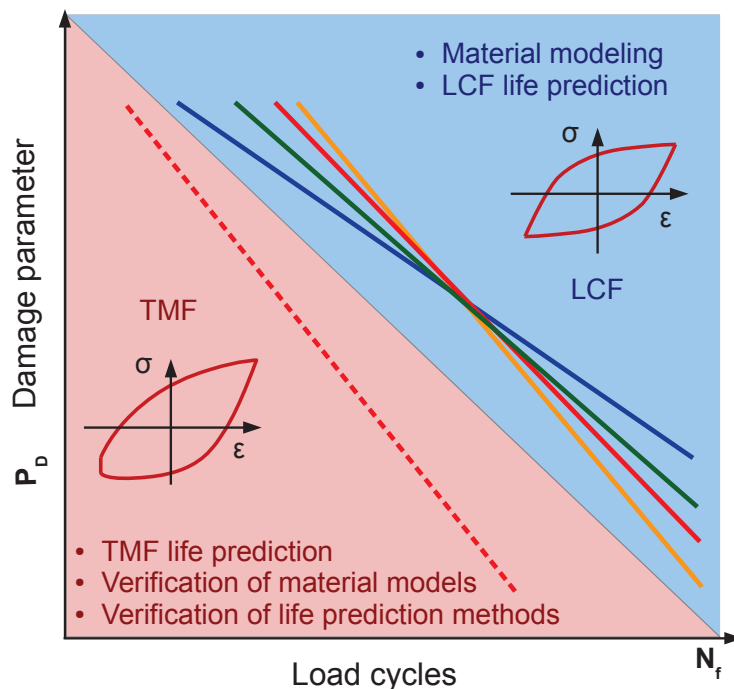 • Material modeling
• LCF life prediction
σ
ε
LCF
TMF
σ
ε
• TMF life prediction
• Verification of material models
• Verification of life prediction methods
P_D Damage parameter
Load cycles
N_f